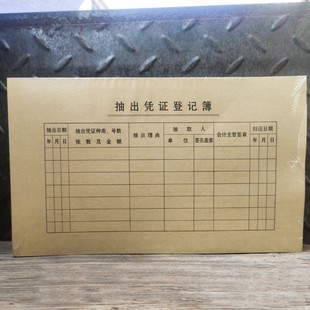 抽出凭证登记簿
抽出日期 抽出凭证种类、号数 抽出理由 抽取人 会计主管签章 归还日期
年 月 日 张数及金额 单位 签名盖章 年 月 日